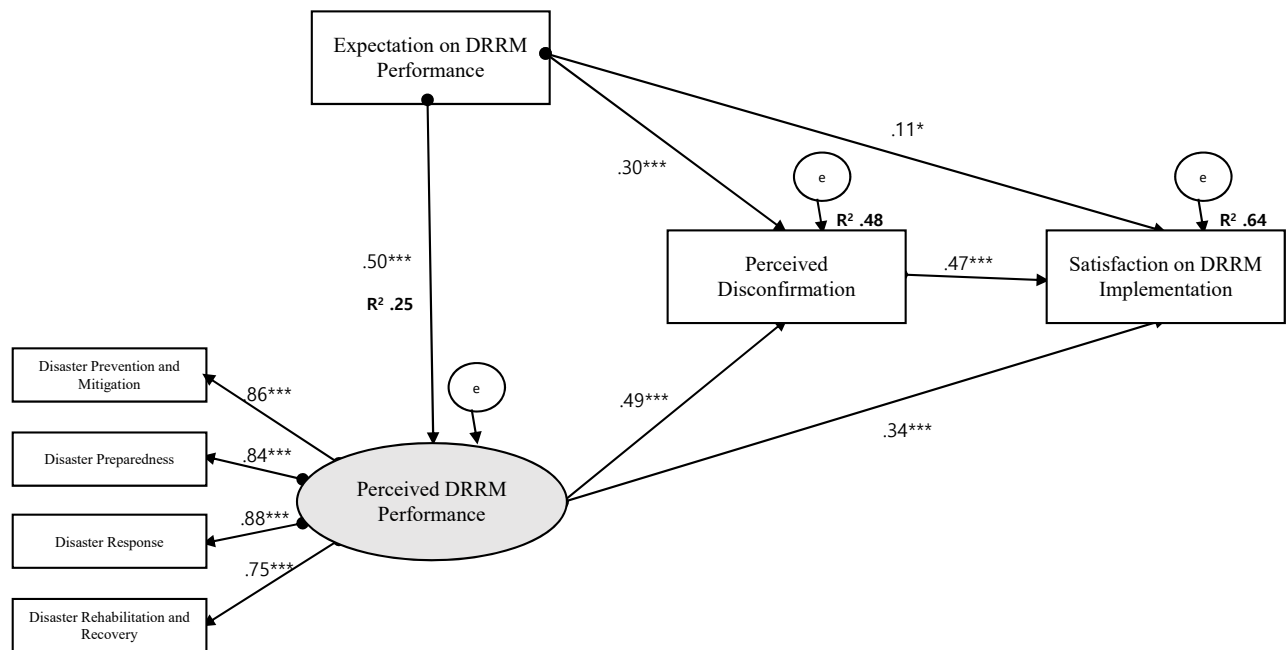 Expectation on DRRM
Performance
.11*
.30***
e
e
R² .48
R² .64
Perceived
Disconfirmation
.47***
Satisfaction on DRRM
Implementation
.50***
R² .25
Disaster Prevention and
Mitigation
.86***
e
.49***
.34***
Disaster Preparedness
.84***
Perceived DRRM
Performance
.88***
Disaster Response
.75***
Disaster Rehabilitation and
Recovery